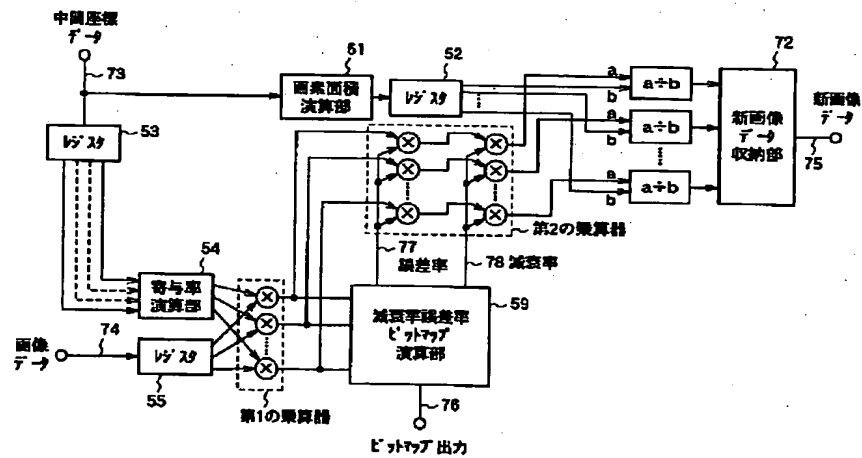 中間座標
データ
73
レジスタ
53
51
画素面積
演算部
52
レジスタ
a
b
a÷b
a
b
a÷b
a
b
a÷b
72
新画像
データ
収納部
新画像
データ
75
第2の乗算器
77
誤差率
78 減衰率
54
寄与率
演算部
74
画像
データ
レジスタ
55
第1の乗算器
59
減衰率誤差率
ビットマップ
演算部
76
ビットマップ出力